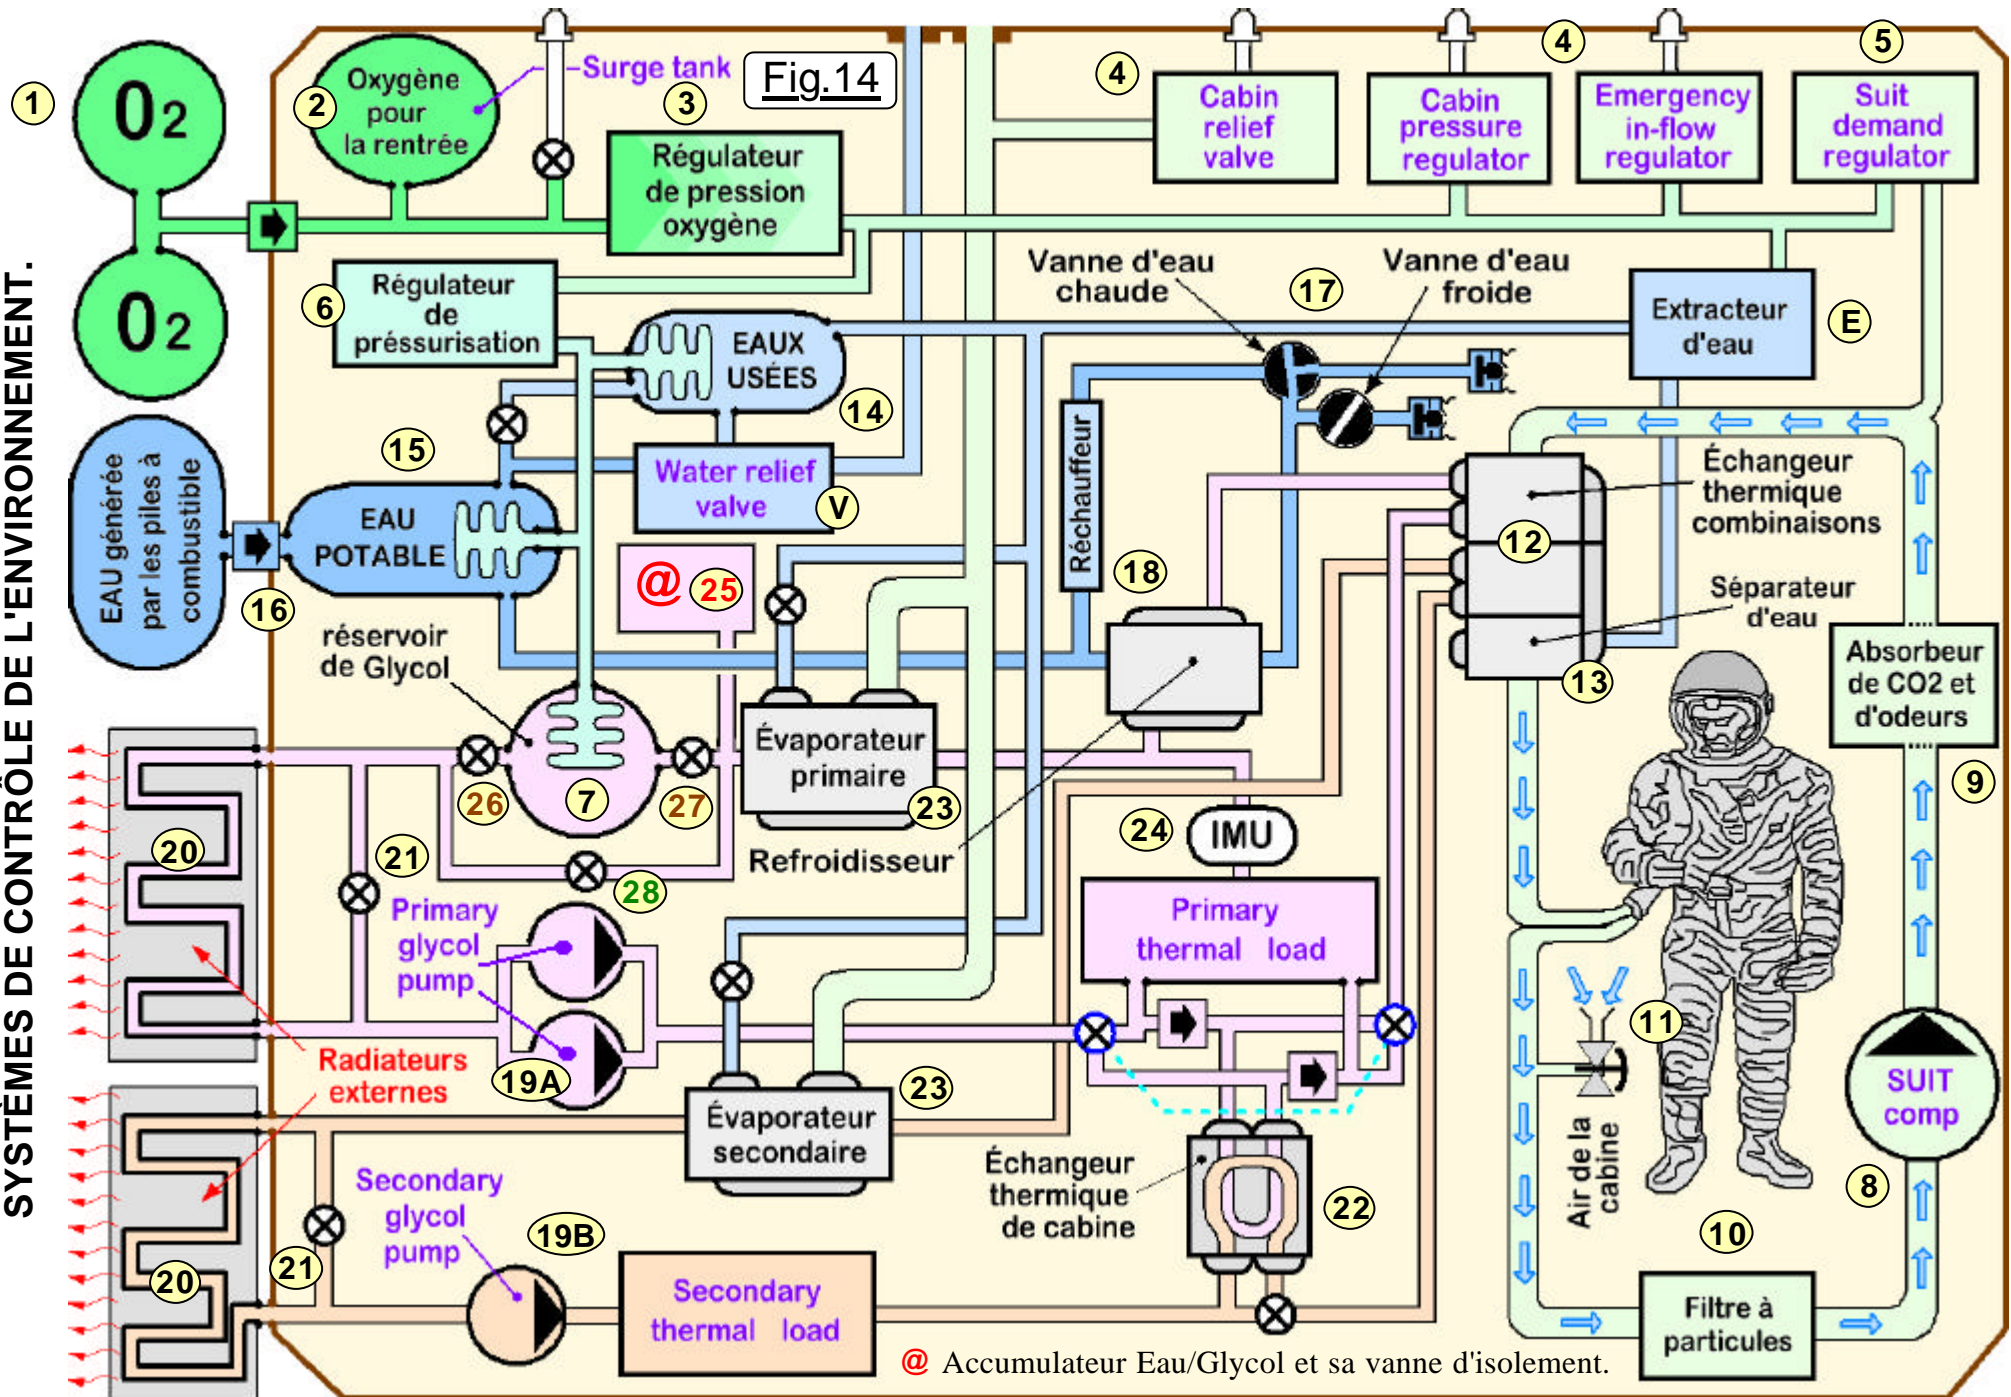 SYSTÈMES DE CONTRÔLE DE L'ENVIRONNEMENT.
1
O2
O2
2
Oxygène
pour
la rentrée
Surge tank
3
Fig.14
Régulateur
de pression
oxygène
4
Cabin
relief
valve
Cabin
pressure
regulator
4
Emergency
in-flow
regulator
5
Suit
demand
regulator
6
Régulateur
de
préssurisation
EAUX
USÉES
14
Vanne d'eau
chaude
17
Vanne d'eau
froide
Extracteur
d'eau
E
EAU générée
par les piles à
combustible
15
EAU
POTABLE
16
Water relief
valve
V
@
25
Réchauffeur
18
Échangeur
thermique
combinaisons
12
Séparateur
d'eau
13
réservoir
de Glycol
26
7
27
Évaporateur
primaire
23
Refroidisseur
24
IMU
Absorbeur
de CO2 et
d'odeurs
9
20
21
28
Primary
glycol
pump
19A
Primary
thermal load
Radiateurs
externes
Évaporateur
secondaire
23
11
Air de la
cabine
SUIT
comp
8
Échangeur
thermique
de cabine
22
10
20
21
Secondary
glycol
pump
19B
Secondary
thermal load
Filtre à
particules
@ Accumulateur Eau/Glycol et sa vanne d'isolement.